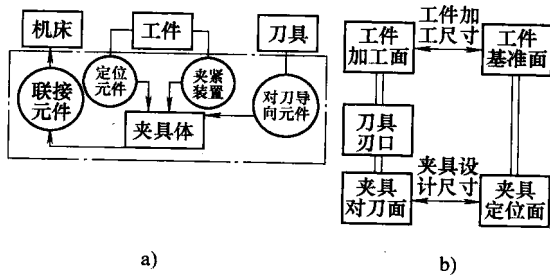 机床
工件
刀具
联接
元件
定位
元件
夹紧
装置
对刀导
向元件
夹具体
a)
工件
加工面
工件加
工尺寸
工件
基准面
刀具
刃口
夹具
对刀面
夹具设
计尺寸
夹具
定位面
b)